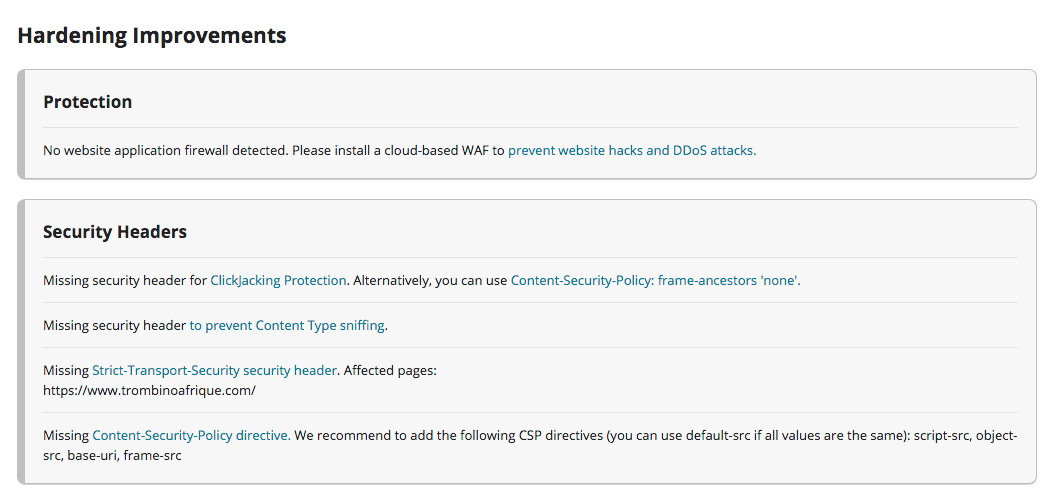 Hardening Improvements
Protection
No website application firewall detected. Please install a cloud-based WAF to prevent website hacks and DDoS attacks.
Security Headers
Missing security header for ClickJacking Protection. Alternatively, you can use Content-Security-Policy: frame-ancestors 'none'.
Missing security header to prevent Content Type sniffing.
Missing Strict-Transport-Security security header. Affected pages:
https://www.trombinoafrique.com/
Missing Content-Security-Policy directive. We recommend to add the following CSP directives (you can use default-src if all values are the same): script-src, object-
src, base-uri, frame-src